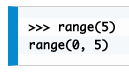 >>> range(5)
range(0, 5)